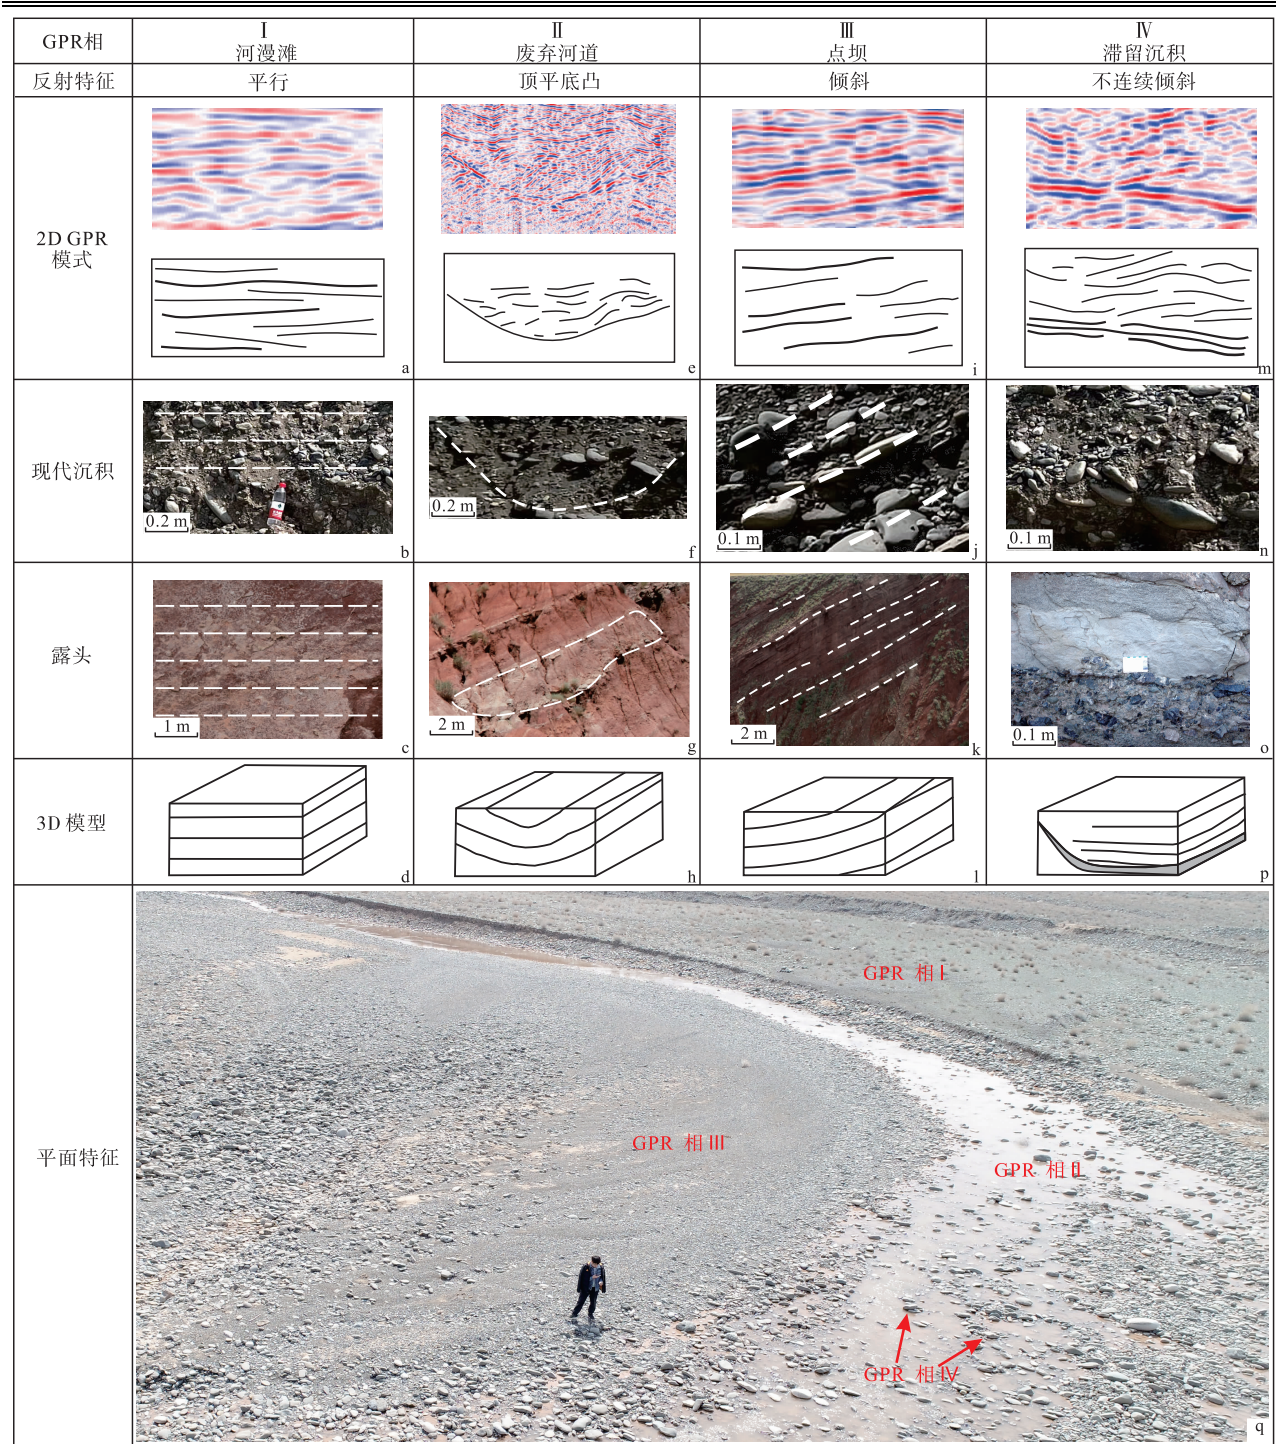 GPR相
Ⅰ
河漫滩
Ⅱ
废弃河道
Ⅲ
点坝
Ⅳ
滞留沉积
反射特征
平行
顶平底凸
倾斜
不连续倾斜
2D GPR
模式
a
e
i
m
现代沉积
0.2 m
b
0.2 m
f
0.1 m
j
0.1 m
n
露头
1 m
c
2 m
g
2 m
k
0.1 m
o
3D 模型
d
h
l
p
平面特征
GPR 相Ⅰ
GPR 相Ⅲ
GPR 相Ⅱ
GPR 相Ⅳ
q